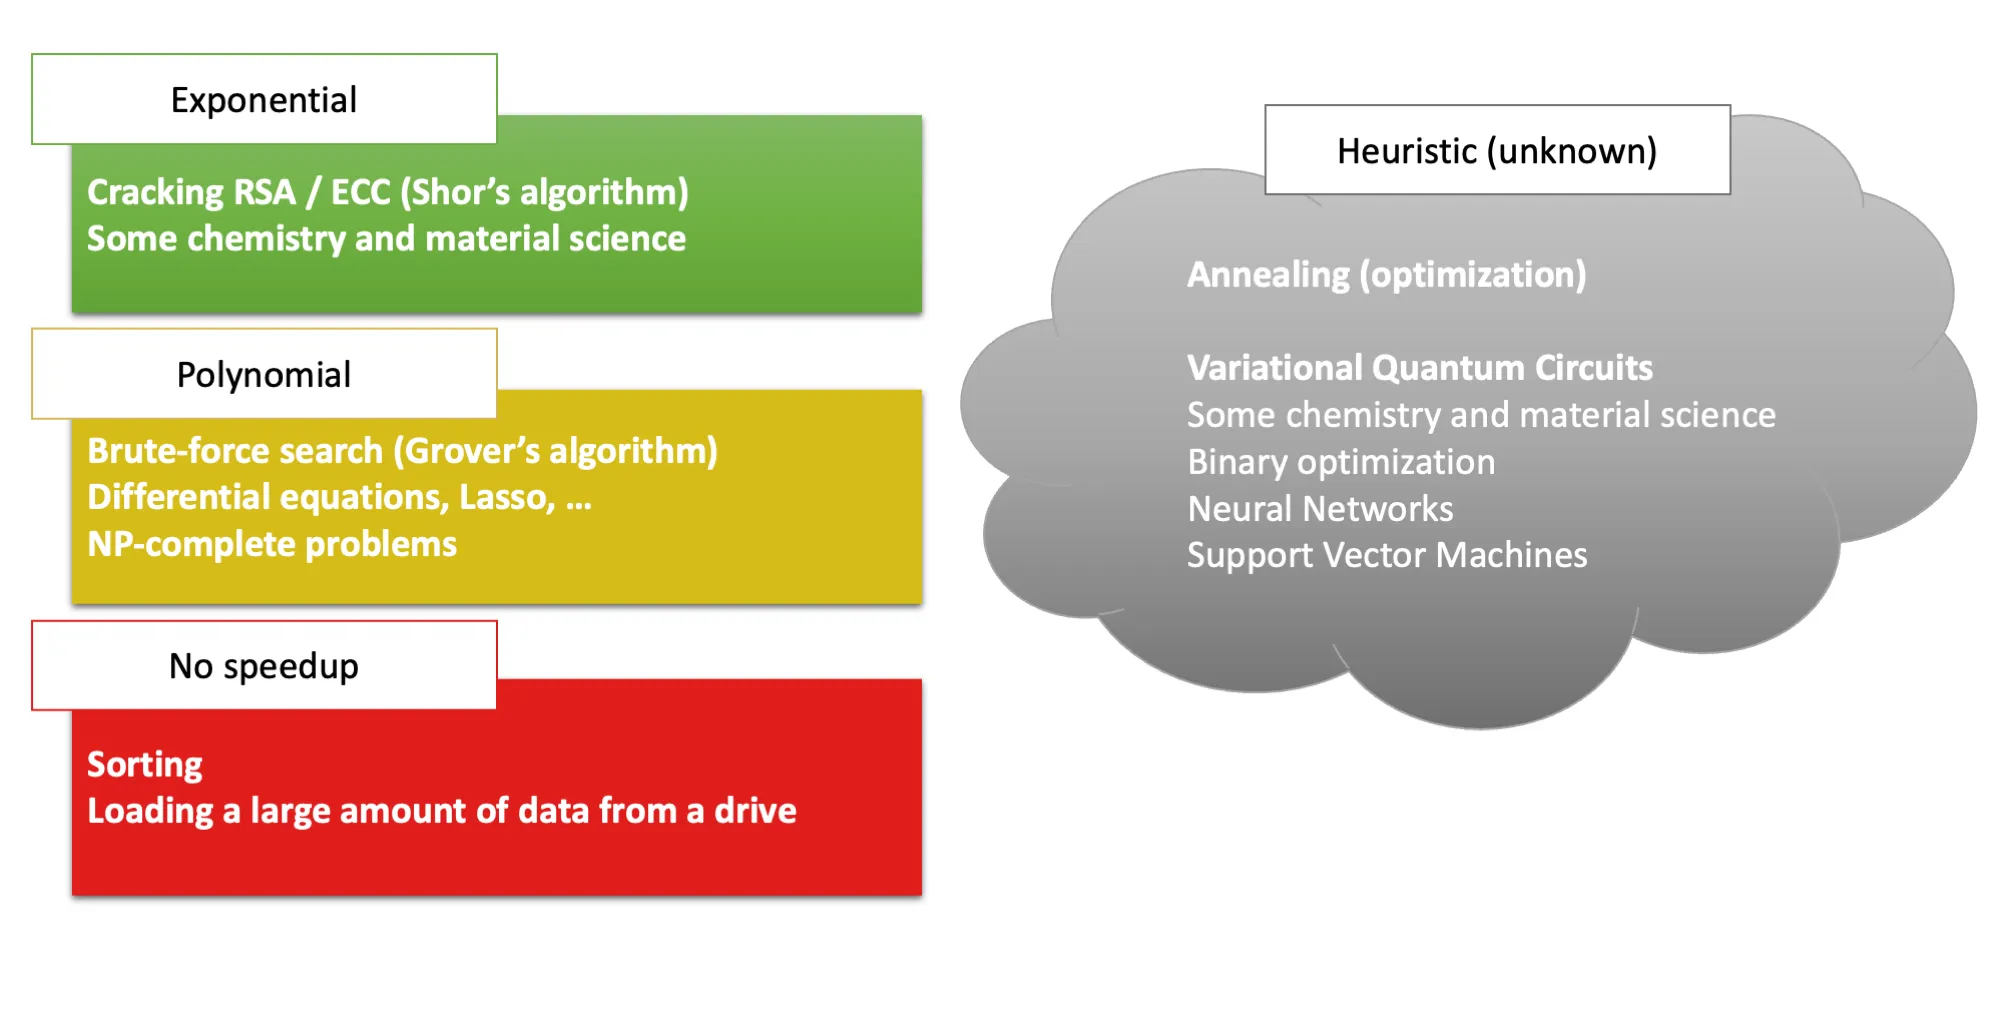 Exponential
Cracking RSA / ECC (Shor’s algorithm)
Some chemistry and material science
Polynomial
Brute-force search (Grover’s algorithm)
Differential equations, Lasso, …
NP-complete problems
No speedup
Sorting
Loading a large amount of data from a drive
Heuristic (unknown)
Annealing (optimization)
Variational Quantum Circuits
Some chemistry and material science
Binary optimization
Neural Networks
Support Vector Machines